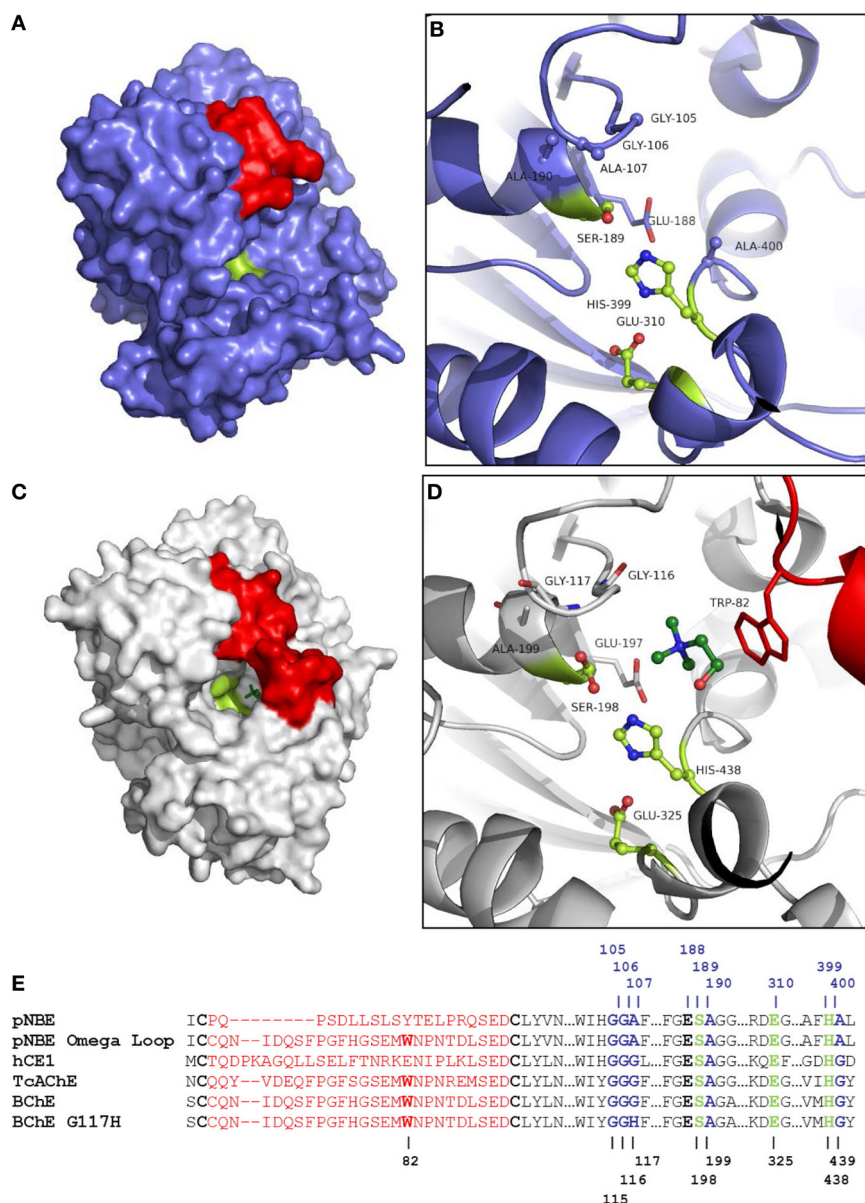 A
B
GLY-105
GLY-106
ALA-107
ALA-190
GLU-188
SER-189
ALA-400
HIS-399
GLU-310
C
D
GLY-117
GLY-116
TRP-82
ALA-199
GLU-197
SER-198
HIS-438
GLU-325
E
105 188 399
106 189 310 400
107 190
pNBE ICPQ--------PSDLLSLSYTELPRQSEDCLYVN…WIHGGAF…FGESAGG…RDEG…AFHAL
pNBE Omega Loop ICCQN--IDQSFPGFHGSEMWNPNTDLSEDCLYLN…WIHGGAF…FGESAGG…RDEG…AFHAL
hCE1 MCTQDPKAGQLLSELFTNRKENIPLKLSEDCLYLN…WIHGGGL…FGESAGG…KQEF…GDHGD
TcAChE NCQQY-VDEQFPGFSGSEMWNPNREMSEDCLYLN…WIYGGGF…FGESAGG…KDEG…VIHGY
BChE SCCQN--IDQSFPGFHGSEMWNPNTDLSEDCLYLN…WIYGGGF…FGESAGA…KDEG…VMHGY
BChE G117H SCCQN--IDQSFPGFHGSEMWNPNTDLSEDCLYLN…WIYGGHF…FGESAGA…KDEG…VMHGY
82 117 199 325 439
116 198 438
115